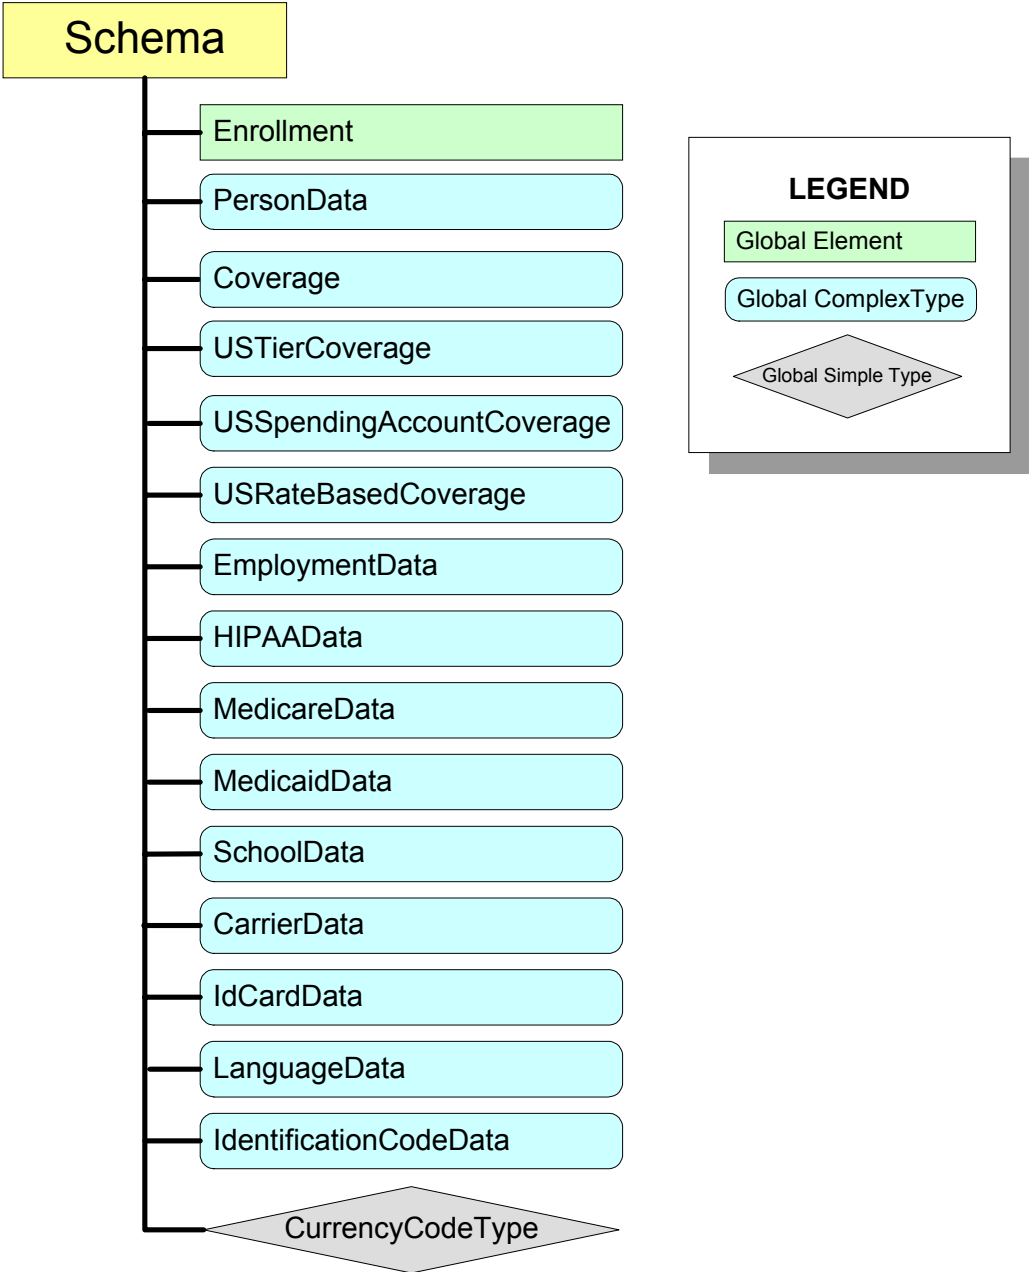 Schema
Enrollment
PersonData
Coverage
USTierCoverage
USSpendingAccountCoverage
USRateBasedCoverage
EmploymentData
HIPAAData
MedicareData
MedicaidData
SchoolData
CarrierData
IdCardData
LanguageData
IdentificationCodeData
CurrencyCodeType
LEGEND
Global Element
Global ComplexType
Global Simple Type